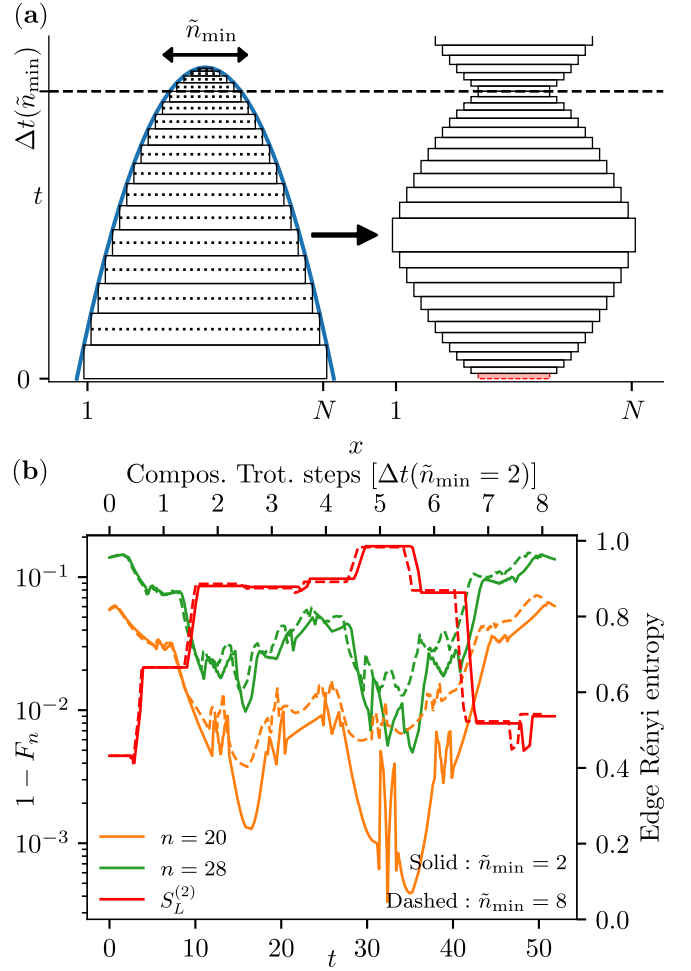 (a)
ñ_min
Δt(ñ_min)
t
0
1
N
1
N
x
(b)
Compos. Trot. steps [Δt(ñ_min = 2)]
0 1 2 3 4 5 6 7 8
10⁻¹
10⁻²
10⁻³
1 − F_n
1.0
0.8
0.6
0.4
0.2
0.0
Edge Rényi entropy
n = 20
n = 28
S_L^(2)
Solid : ñ_min = 2
Dashed : ñ_min = 8
0 10 20 30 40 50
t